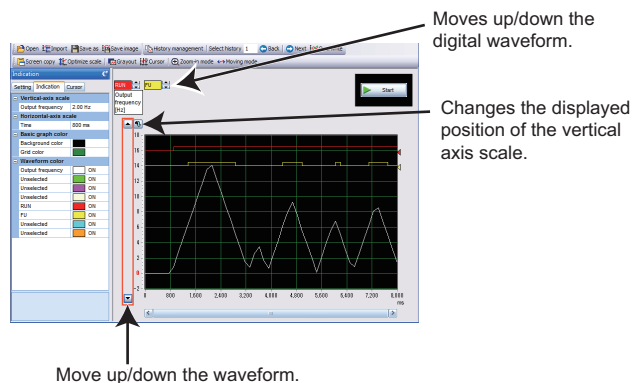 Moves up/down the
digital waveform.
Open Import Save as Save image History management Select history 1 Back Next
Screen copy Optimize scale Grayout Cursor Zoom-in mode Moving mode
Indication
Setting Indication Cursor
Vertical-axis scale
Output frequency 2.00 Hz
Horizontal-axis scale
Time 800 ms
Basic graph color
Background color
Grid color
Waveform color
Output frequency ON
Unselected ON
Unselected ON
Unselected ON
RUN ON
FU ON
Unselected ON
Unselected ON
RUN FU
Output
frequency
[Hz]
Start
Changes the displayed
position of the vertical
axis scale.
18
16
14
12
10
8
6
4
2
0
-2
0 800 1,600 2,400 3,200 4,000 4,800 5,600 6,400 7,200 8,000
ms
Move up/down the waveform.